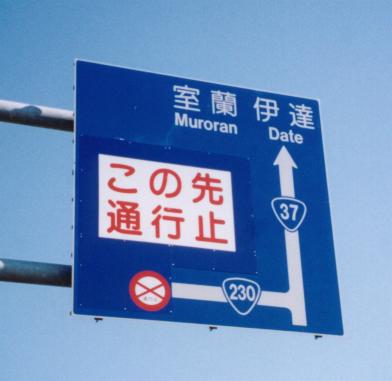 室蘭 伊達
Muroran Date
この先
通行止
37
230